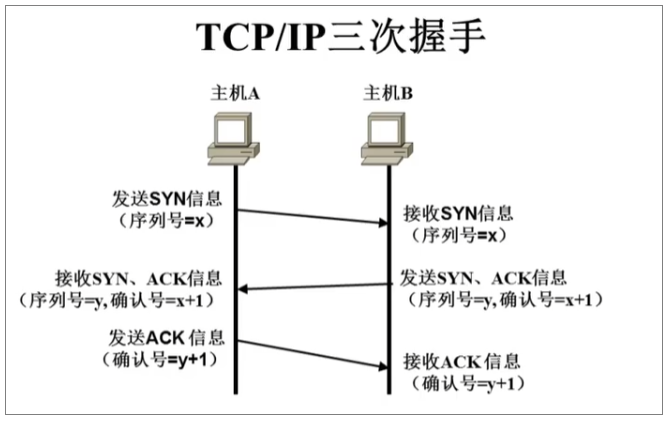 TCP/IP三次握手
主机A
主机B
发送SYN信息
（序列号=x）
接收SYN信息
（序列号=x）
接收SYN、ACK信息
（序列号=y,确认号=x+1）
发送SYN、ACK信息
（序列号=y,确认号=x+1）
发送ACK 信息
（确认号=y+1）
接收ACK 信息
（确认号=y+1）